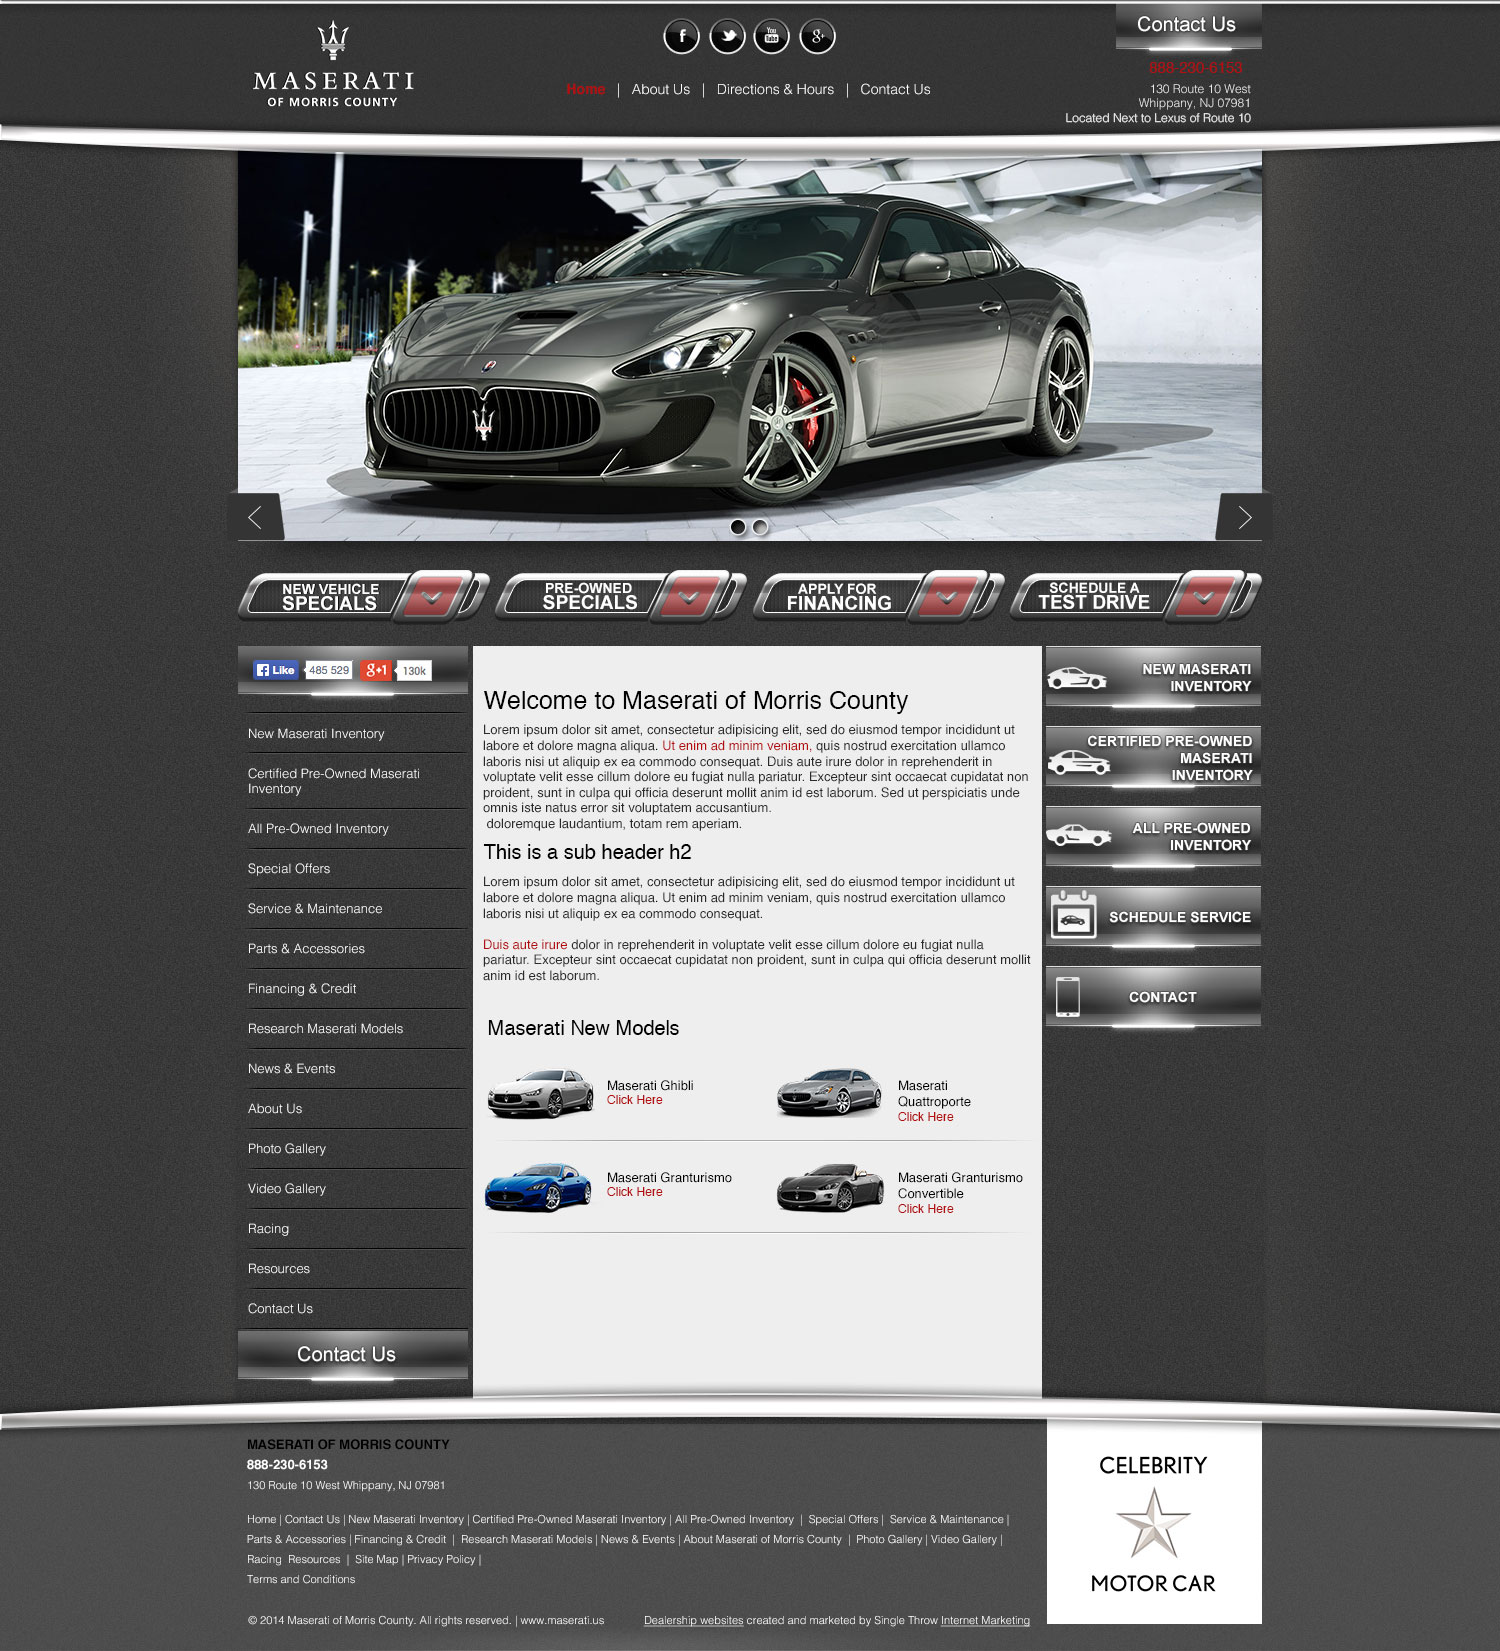 MASERATI
OF MORRIS COUNTY
f
You
Tube
g+
Home | About Us | Directions & Hours | Contact Us
Contact Us
888-230-6153
130 Route 10 West
Whippany, NJ 07981
Located Next to Lexus of Route 10
NEW VEHICLE
SPECIALS
PRE-OWNED
SPECIALS
APPLY FOR
FINANCING
SCHEDULE A
TEST DRIVE
f Like 485 529 g+1 130k
New Maserati Inventory
Certified Pre-Owned Maserati
Inventory
All Pre-Owned Inventory
Special Offers
Service & Maintenance
Parts & Accessories
Financing & Credit
Research Maserati Models
News & Events
About Us
Photo Gallery
Video Gallery
Racing
Resources
Contact Us
Contact Us
Welcome to Maserati of Morris County
Lorem ipsum dolor sit amet, consectetur adipisicing elit, sed do eiusmod tempor incididunt ut
labore et dolore magna aliqua. Ut enim ad minim veniam, quis nostrud exercitation ullamco
laboris nisi ut aliquip ex ea commodo consequat. Duis aute irure dolor in reprehenderit in
voluptate velit esse cillum dolore eu fugiat nulla pariatur. Excepteur sint occaecat cupidatat non
proident, sunt in culpa qui officia deserunt mollit anim id est laborum. Sed ut perspiciatis unde
omnis iste natus error sit voluptatem accusantium.
doloremque laudantium, totam rem aperiam.
This is a sub header h2
Lorem ipsum dolor sit amet, consectetur adipisicing elit, sed do eiusmod tempor incididunt ut
labore et dolore magna aliqua. Ut enim ad minim veniam, quis nostrud exercitation ullamco
laboris nisi ut aliquip ex ea commodo consequat.
Duis aute irure dolor in reprehenderit in voluptate velit esse cillum dolore eu fugiat nulla
pariatur. Excepteur sint occaecat cupidatat non proident, sunt in culpa qui officia deserunt mollit
anim id est laborum.
Maserati New Models
Maserati Ghibli
Click Here
Maserati
Quattroporte
Click Here
Maserati Granturismo
Click Here
Maserati Granturismo
Convertible
Click Here
NEW MASERATI
INVENTORY
CERTIFIED PRE-OWNED
MASERATI
INVENTORY
ALL PRE-OWNED
INVENTORY
SCHEDULE SERVICE
CONTACT
MASERATI OF MORRIS COUNTY
888-230-6153
130 Route 10 West Whippany, NJ 07981
Home | Contact Us | New Maserati Inventory | Certified Pre-Owned Maserati Inventory | All Pre-Owned Inventory | Special Offers | Service & Maintenance |
Parts & Accessories | Financing & Credit | Research Maserati Models | News & Events | About Maserati of Morris County | Photo Gallery | Video Gallery |
Racing Resources | Site Map | Privacy Policy |
Terms and Conditions
© 2014 Maserati of Morris County. All rights reserved. | www.maserati.us
Dealership websites created and marketed by Single Throw Internet Marketing
CELEBRITY
MOTOR CAR